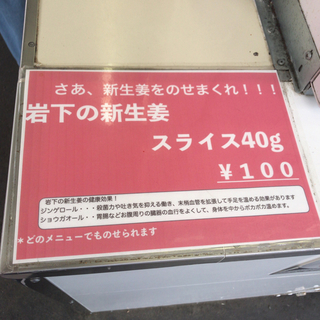 さあ、新生姜をのせまくれ！！！
岩下の新生姜
スライス40g
￥１００
岩下の新生姜の健康効果！
ジンゲロール・・・殺菌力や吐き気を抑える働き、末梢血管を拡張して手足を温める効果があります
ショウガオール・・胃腸などお腹周りの臓器の血行をよくして、身体を中からポカポカ温めます。
＊どのメニューでものせられます